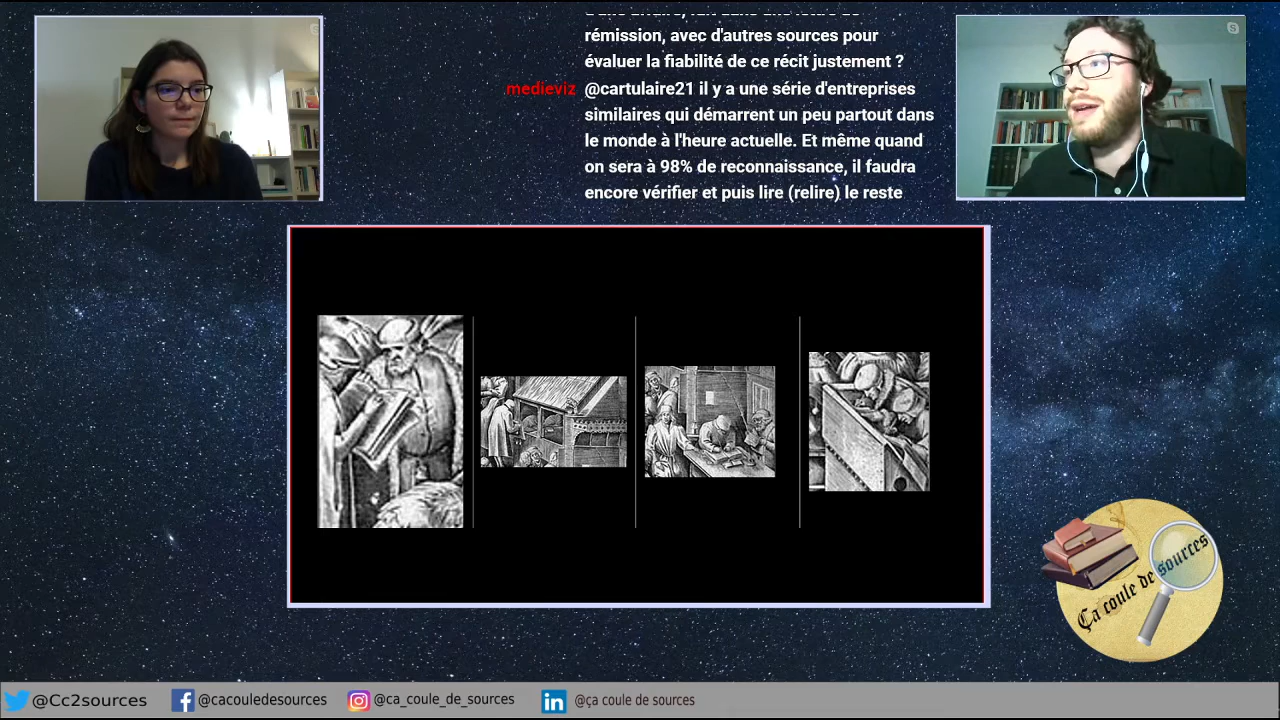 rémission, avec d'autres sources pour
évaluer la fiabilité de ce récit justement ?
medieviz @cartulaire21 il y a une série d'entreprises
similaires qui démarrent un peu partout dans
le monde à l'heure actuelle. Et même quand
on sera à 98% de reconnaissance, il faudra
encore vérifier et puis lire (relire) le reste
Ça coule de sources
@Cc2sources @cacouledesources @ca_coule_de_sources @ça coule de sources